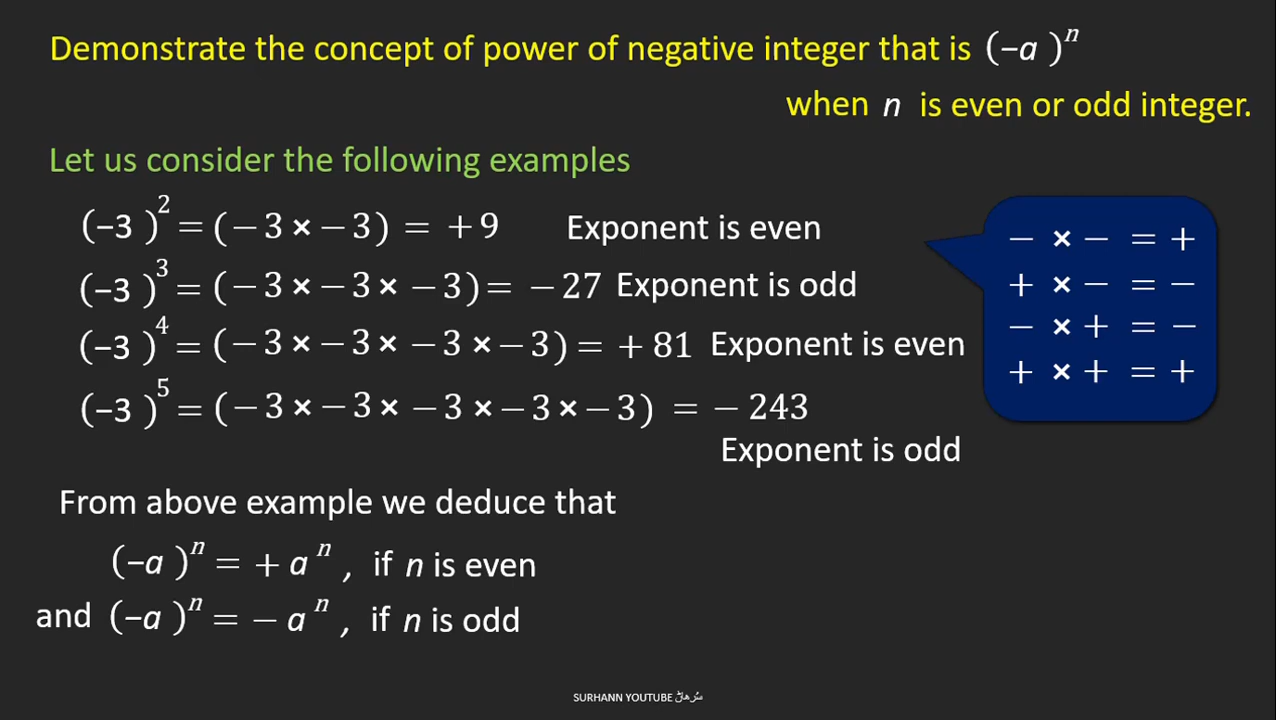 Demonstrate the concept of power of negative integer that is (−a )ⁿ
when n is even or odd integer.
Let us consider the following examples
(−3 )² = (−3 × −3) = +9 Exponent is even
(−3 )³ = (−3 × −3 × −3) = −27 Exponent is odd
(−3 )⁴ = (−3 × −3 × −3 × −3) = +81 Exponent is even
(−3 )⁵ = (−3 × −3 × −3 × −3 × −3) = −243
Exponent is odd
− × − = +
+ × − = −
− × + = −
+ × + = +
From above example we deduce that
(−a )ⁿ = +a ⁿ , if n is even
and (−a )ⁿ = −a ⁿ , if n is odd
SURHANN YOUTUBE